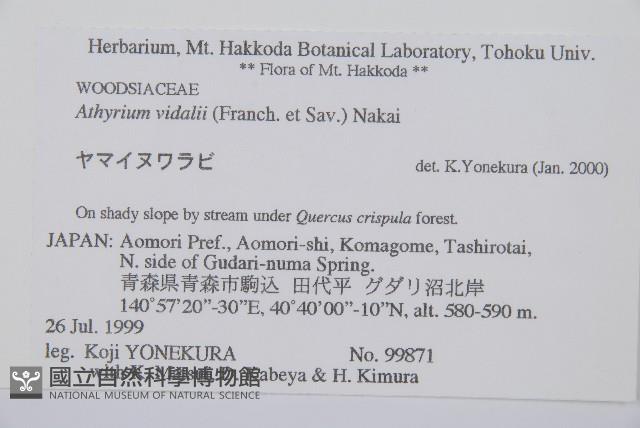 Herbarium, Mt. Hakkoda Botanical Laboratory, Tohoku Univ.
** Flora of Mt. Hakkoda **
WOODSIACEAE
Athyrium vidalii (Franch. et Sav.) Nakai
ヤマイヌワラビ det. K.Yonekura (Jan. 2000)
On shady slope by stream under Quercus crispula forest.
JAPAN: Aomori Pref., Aomori-shi, Komagome, Tashirotai,
N. side of Gudari-numa Spring.
青森県青森市駒込 田代平 グダリ沼北岸
140˚57'20”-30”E, 40˚40'00”-10”N, alt. 580-590 m.
26 Jul. 1999
leg. Koji YONEKURA No. 99871
with & H. Kimura
國立自然科學博物館
NATIONAL MUSEUM OF NATURAL SCIENCE